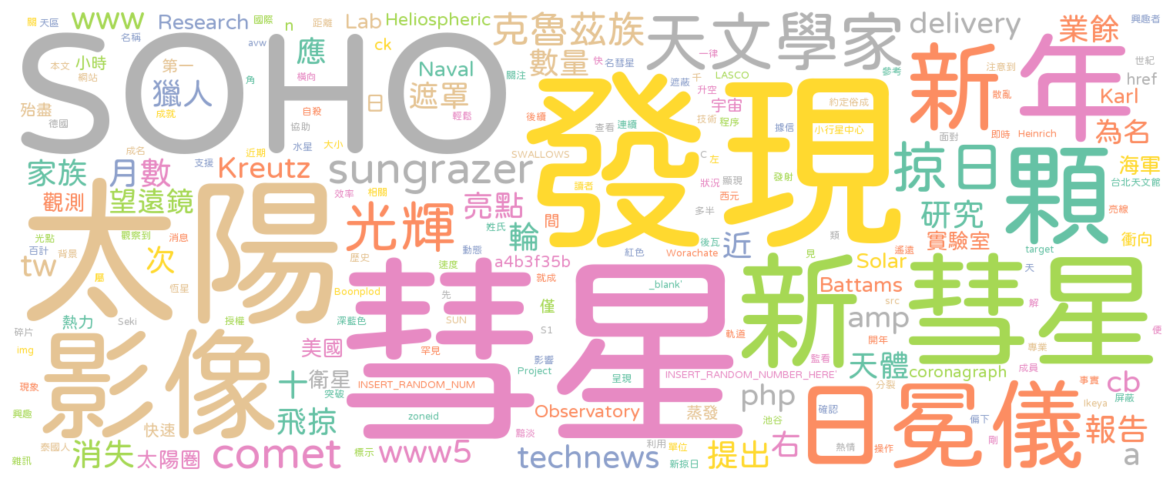 SOHO
發現
彗星
太陽
影像
新彗星
日冕儀
新年
顆
天文學家
光輝
掠日
sungrazer
克魯茲族
comet
www5
technews
delivery
www
Research
國際
n
Lab
Heliospheric
距離
天區
名稱
avw
應
ck
數量
業餘
興趣者
世紀
href
Karl
為名
注意到
散亂
Heinrich
即時
LASCO
參考
一律
快
名彗星
遮蔽
千
升空
宇宙
技術
程序
約定俗成
小行星中心
面對
本文
網站
小時
第一
獵人
成就
角
橫向
自殺
關注
Naval
遮罩
日
輕鬆
後續
查看
連續
殆盡
德國
成名
支援
近期
水星
大小
協助
SWALLOWS
C
左
據信
發射
海軍
台北天文館
亮線
家族
月數
Kreutz
觀測
望遠鏡
效率
相關
讀者
狀況
顯現
西元
多半
類
研究
實驗室
衝向
遙遠
target
亮點
間
輪
姓氏
動態
近
後瓦
紅色
Worachate
見
天
光點
觀察到
消息
百計
背景
屬
恆星
次
tw
歷史
速度
就成
a4b3f35b
_blank'
Solar
Battams
src
軌道
解
Boonplod
先
深藍色
僅
amp
開年
便
碎片
Seki
授權
SUN
S1
熱力
美國
罕見
影響
監看
專業
成員
img
十
衛星
突破
INSERT_RANDOM_NUM
Project
呈現
INSERT_RANDOM_NUMBER_HERE'
天體
coronagraph
分裂
事實
屏蔽
現象
飛掠
zoneid
Observatory
蒸發
php
cb
Ikeya
興趣
泰國人
快速
豁淡
池谷
確認
偏下
剛
報告
雜訊
消失
太陽圈
標示
利用
單位
新掠日
提出
右
熱情
操作
a